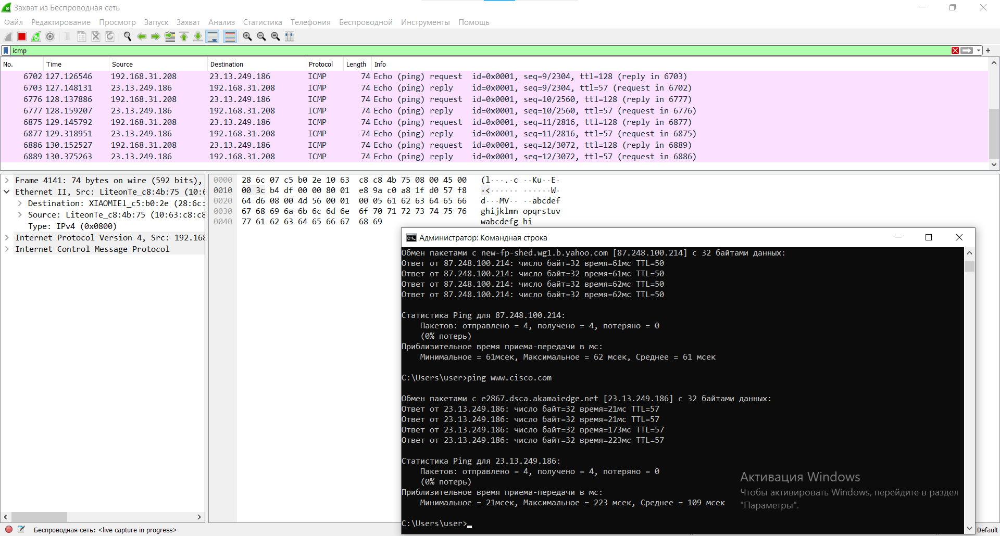 Захват из Беспроводная сеть
Файл Редактирование Просмотр Запуск Захват Анализ Статистика Телефония Беспроводной Инструменты Помощь
icmp
No. Time Source Destination Protocol Length Info
6702 127.126546 192.168.31.208 23.13.249.186 ICMP 74 Echo (ping) request id=0x0001, seq=9/2304, ttl=128 (reply in 6703)
6703 127.148131 23.13.249.186 192.168.31.208 ICMP 74 Echo (ping) reply id=0x0001, seq=9/2304, ttl=57 (request in 6702)
6776 128.137886 192.168.31.208 23.13.249.186 ICMP 74 Echo (ping) request id=0x0001, seq=10/2560, ttl=128 (reply in 6777)
6777 128.159207 23.13.249.186 192.168.31.208 ICMP 74 Echo (ping) reply id=0x0001, seq=10/2560, ttl=57 (request in 6776)
6875 129.145792 192.168.31.208 23.13.249.186 ICMP 74 Echo (ping) request id=0x0001, seq=11/2816, ttl=128 (reply in 6877)
6877 129.318951 23.13.249.186 192.168.31.208 ICMP 74 Echo (ping) reply id=0x0001, seq=11/2816, ttl=57 (request in 6875)
6886 130.152527 192.168.31.208 23.13.249.186 ICMP 74 Echo (ping) request id=0x0001, seq=12/3072, ttl=128 (reply in 6889)
6889 130.375263 23.13.249.186 192.168.31.208 ICMP 74 Echo (ping) reply id=0x0001, seq=12/3072, ttl=57 (request in 6886)
Frame 4141: 74 bytes on wire (592 bits),
Ethernet II, Src: LiteonTe_c8:4b:75 (10:6
Destination: XIAOMIEl_c5:b0:2e (28:6c:
Source: LiteonTe_c8:4b:75 (10:63:c8:c8
Type: IPv4 (0x0800)
Internet Protocol Version 4, Src: 192.168
Internet Control Message Protocol
0000 28 6c 07 c5 b0 2e 10 63 c8 c8 4b 75 08 00 45 00 (l···.·c ··Ku··E·
0010 00 3c b4 df 00 00 80 01 e8 9a c0 a8 1f d0 57 f8 ·<······ ······W·
0020 64 d6 08 00 4d 56 00 01 00 05 61 62 63 64 65 66 d···MV·· ··abcdef
0030 67 68 69 6a 6b 6c 6d 6e 6f 70 71 72 73 74 75 76 ghijklmn opqrstuv
0040 77 61 62 63 64 65 66 67 68 69 wabcdefg hi
Администратор: Командная строка
Обмен пакетами с new-fp-shed.wg1.b.yahoo.com [87.248.100.214] с 32 байтами данных:
Ответ от 87.248.100.214: число байт=32 время=61мс TTL=50
Ответ от 87.248.100.214: число байт=32 время=61мс TTL=50
Ответ от 87.248.100.214: число байт=32 время=62мс TTL=50
Ответ от 87.248.100.214: число байт=32 время=62мс TTL=50
Статистика Ping для 87.248.100.214:
Пакетов: отправлено = 4, получено = 4, потеряно = 0
(0% потерь)
Приблизительное время приема-передачи в мс:
Минимальное = 61мсек, Максимальное = 62 мсек, Среднее = 61 мсек
C:\Users\user>ping www.cisco.com
Обмен пакетами с e2867.dsca.akamaiedge.net [23.13.249.186] с 32 байтами данных:
Ответ от 23.13.249.186: число байт=32 время=21мс TTL=57
Ответ от 23.13.249.186: число байт=32 время=21мс TTL=57
Ответ от 23.13.249.186: число байт=32 время=173мс TTL=57
Ответ от 23.13.249.186: число байт=32 время=223мс TTL=57
Статистика Ping для 23.13.249.186:
Пакетов: отправлено = 4, получено = 4, потеряно = 0
(0% потерь)
Приблизительное время приема-передачи в мс:
Минимальное = 21мсек, Максимальное = 223 мсек, Среднее = 109 мсек
C:\Users\user>
Активация Windows
Чтобы активировать Windows, перейдите в раздел
"Параметры".
Беспроводная сеть: <live capture in progress>
Default